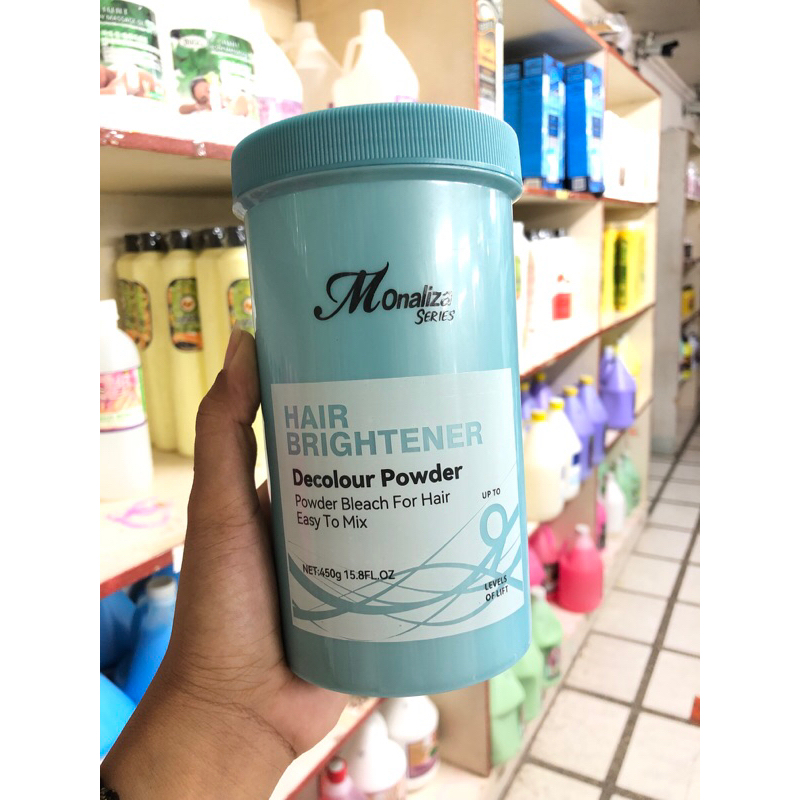 Monaliza
SERIES
HAIR
BRIGHTENER
Decolour Powder
Powder Bleach For Hair
Easy To Mix
UP TO
9
LEVELS
OF LIFT
NET:450g 15.8FL.OZ